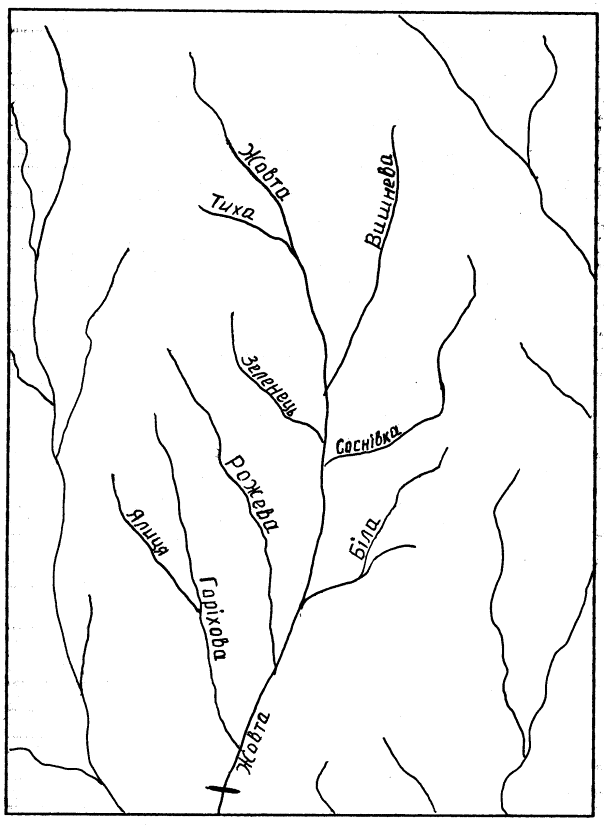 Жовта
Тиха
Вишнева
Зеленець
Соснівка
Рожева
Ялиця
Біла
Горіхова
Жовта